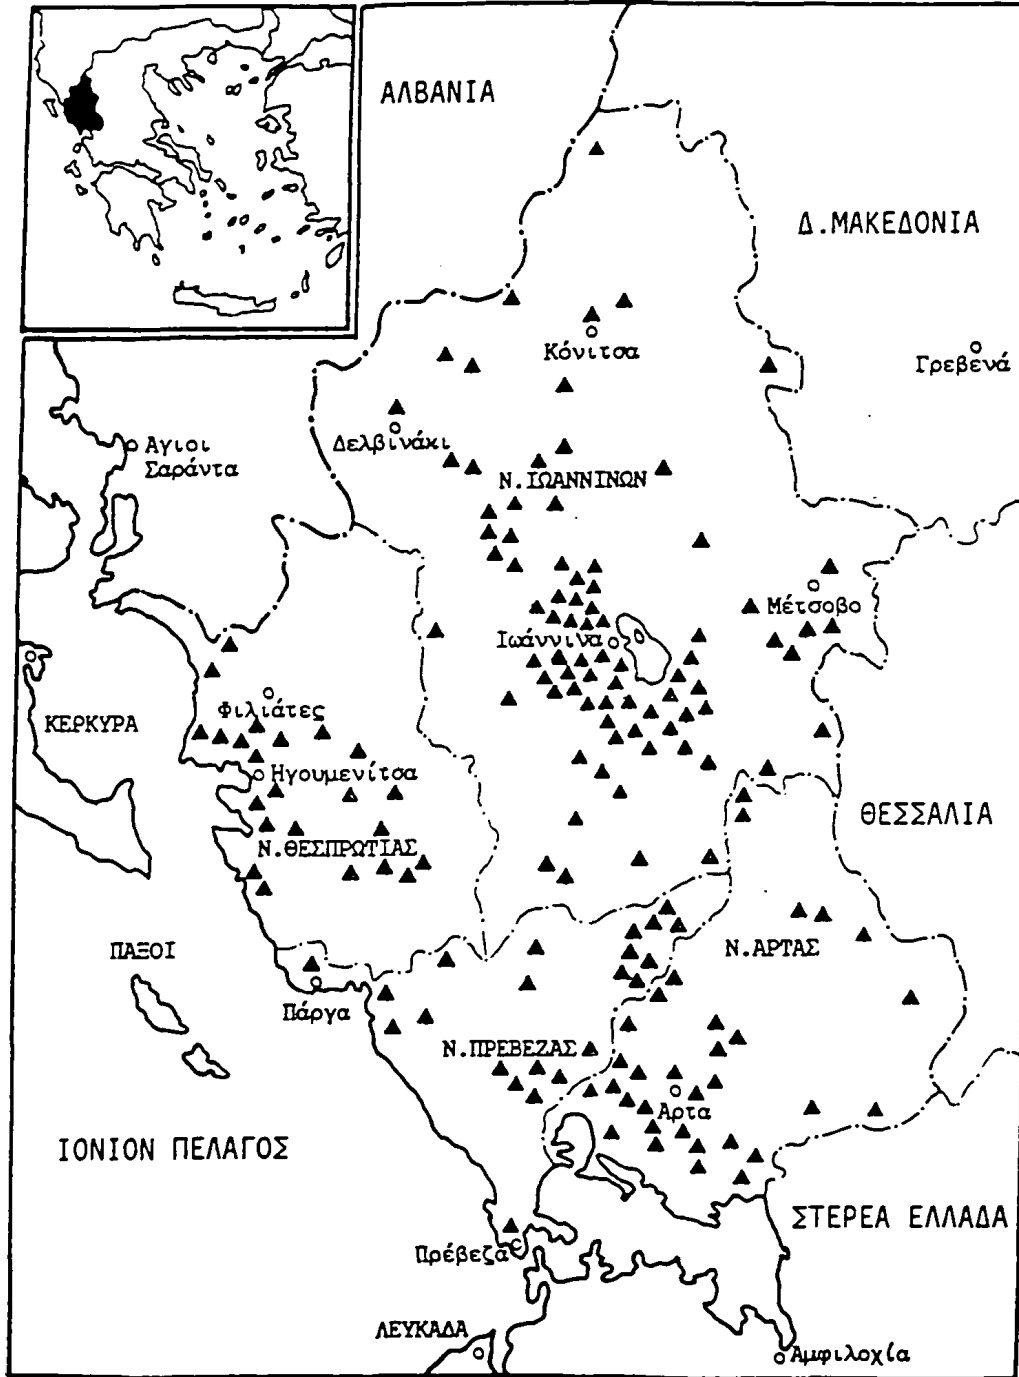 ΑΛΒΑΝΙΑ
Δ.ΜΑΚΕΔΟΝΙΑ
Κόνιτσα
Γρεβενά
Δελβινάκι
Άγιοι
Σαράντα
Ν.ΙΩΑΝΝΙΝΩΝ
Μέτσοβο
Ιωάννινα
Φιλιάτες
ΚΕΡΚΥΡΑ
Ηγουμενίτσα
ΘΕΣΣΑΛΙΑ
Ν.ΘΕΣΠΡΩΤΙΑΣ
ΠΑΞΟΙ
Ν.ΑΡΤΑΣ
Πάργα
Ν.ΠΡΕΒΕΖΑΣ
Άρτα
ΙΟΝΙΟΝ ΠΕΛΑΓΟΣ
ΣΤΕΡΕΑ ΕΛΛΑΔΑ
Πρέβεζα
ΛΕΥΚΑΔΑ
Άμφιλοχία